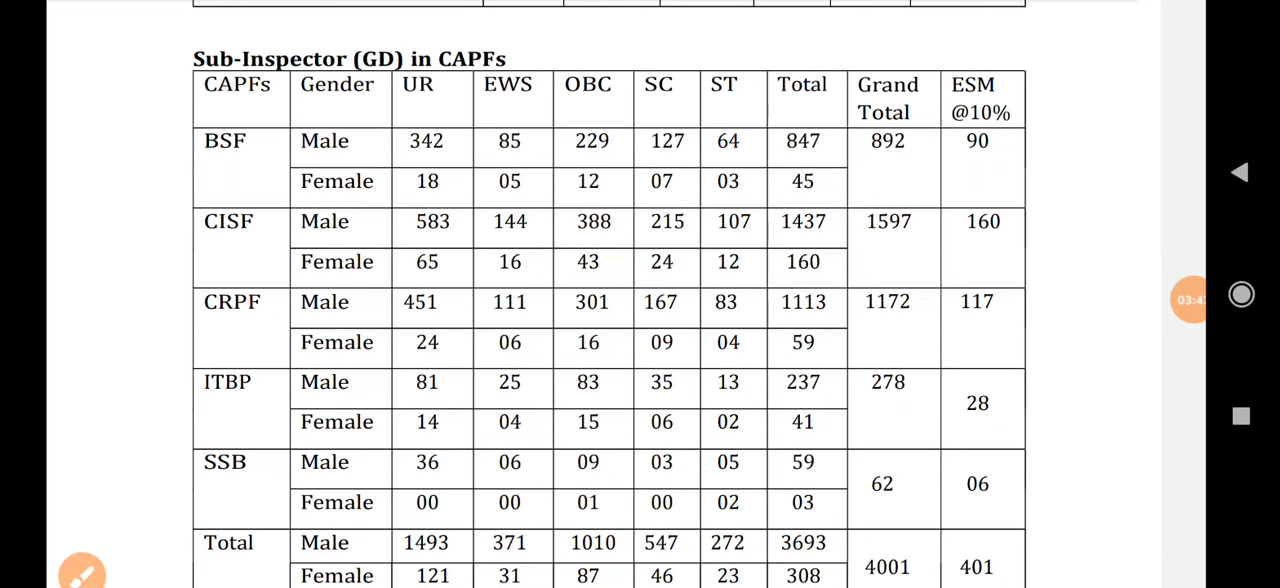 Sub-Inspector (GD) in CAPFs
CAPFs Gender UR EWS OBC SC ST Total Grand Total ESM @10%
BSF Male 342 85 229 127 64 847 892 90
Female 18 05 12 07 03 45
CISF Male 583 144 388 215 107 1437 1597 160
Female 65 16 43 24 12 160
CRPF Male 451 111 301 167 83 1113 1172 117
Female 24 06 16 09 04 59
ITBP Male 81 25 83 35 13 237 278 28
Female 14 04 15 06 02 41
SSB Male 36 06 09 03 05 59 62 06
Female 00 00 01 00 02 03
Total Male 1493 371 1010 547 272 3693 4001 401
Female 121 31 87 46 23 308